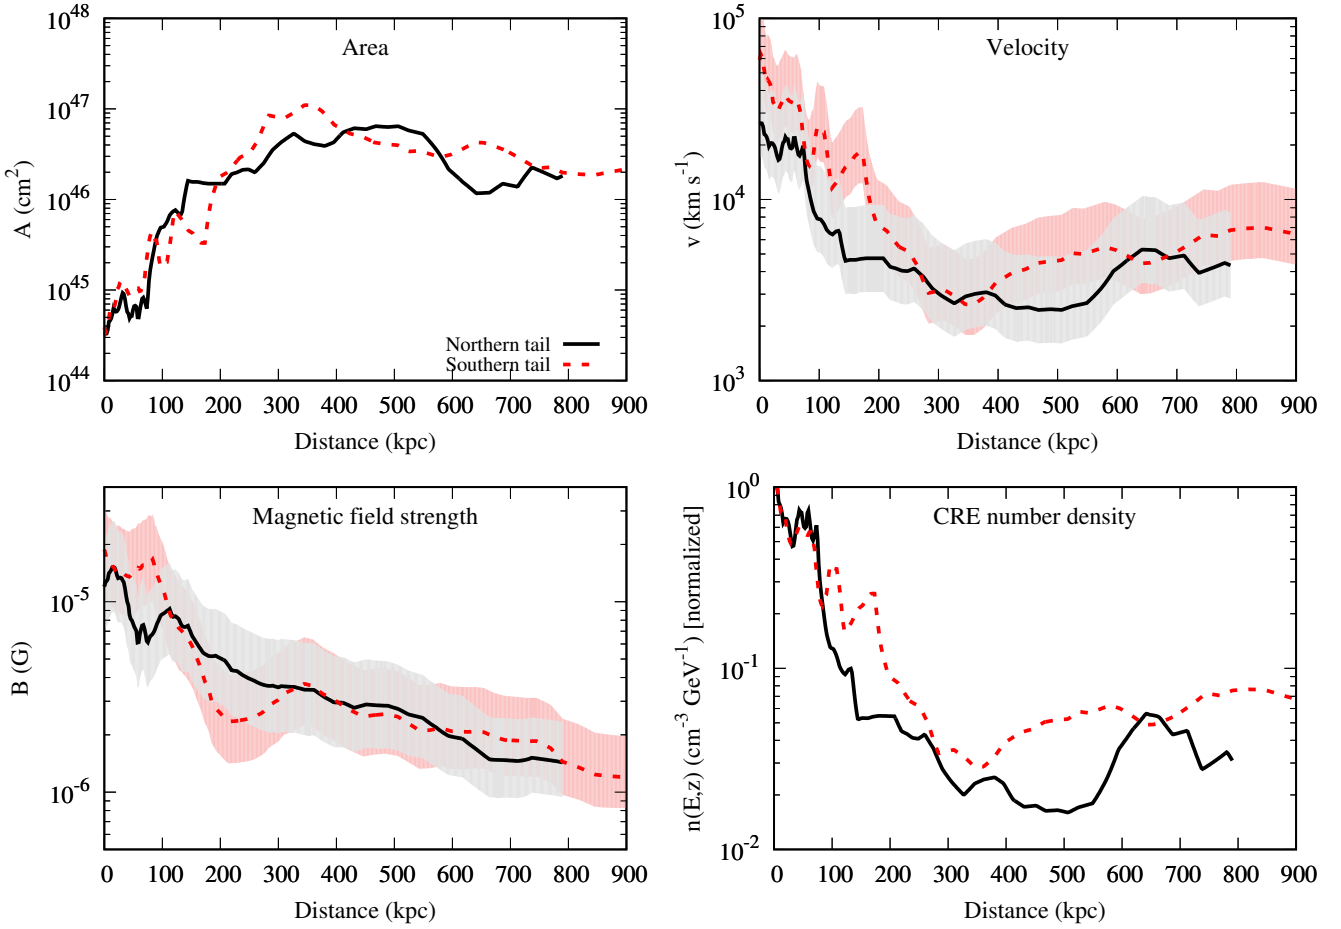 Area
10^48
10^47
10^46
10^45
10^44
A (cm^2)
Northern tail
Southern tail
0 100 200 300 400 500 600 700 800 900
Distance (kpc)
Velocity
10^5
10^4
10^3
v (km s^-1)
0 100 200 300 400 500 600 700 800 900
Distance (kpc)
Magnetic field strength
10^-5
10^-6
B (G)
0 100 200 300 400 500 600 700 800 900
Distance (kpc)
CRE number density
10^0
10^-1
10^-2
n(E,z) (cm^-3 GeV^-1) [normalized]
0 100 200 300 400 500 600 700 800 900
Distance (kpc)